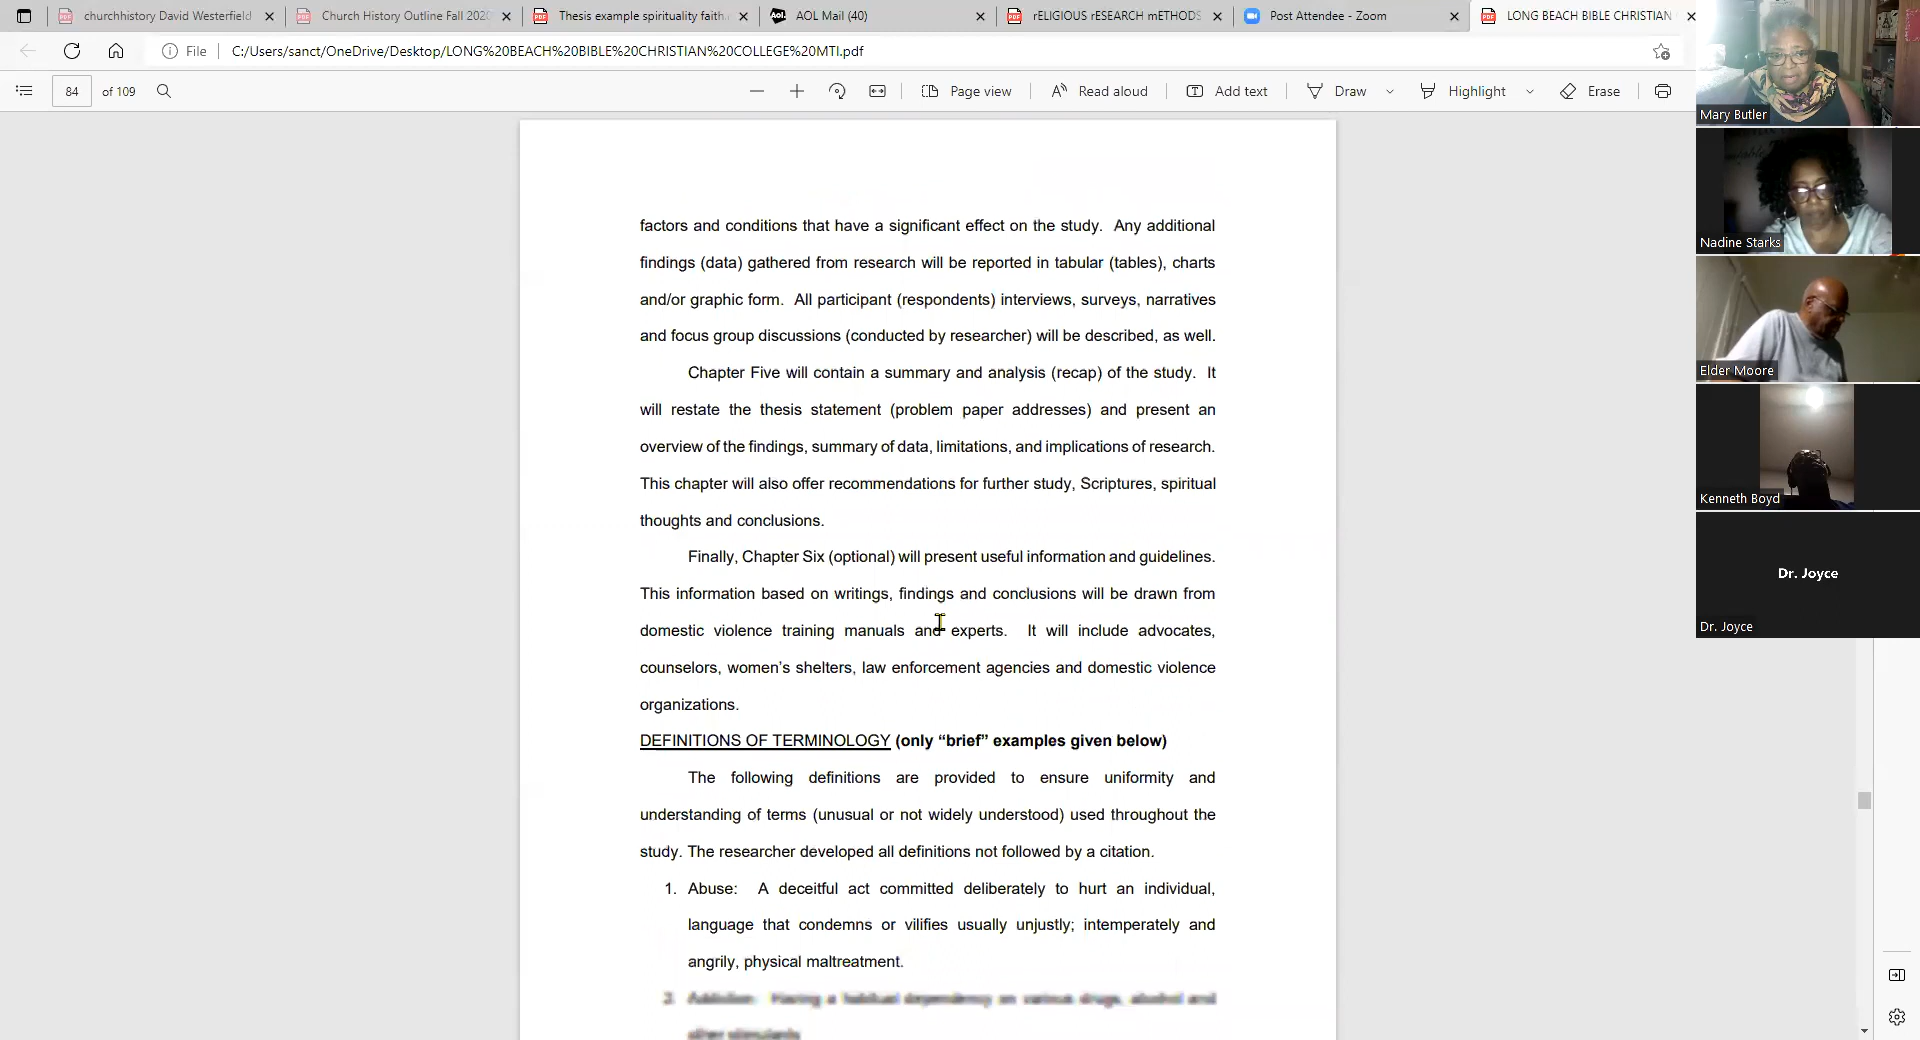 churchhistory David Westerfield
Church History Outline Fall 2020
Thesis example spirituality faith.
Aol. AOL Mail (40)
rELIGIOUS rESEARCH mETHODS
Post Attendee - Zoom
LONG BEACH BIBLE CHRISTIAN
File C:/Users/sanct/OneDrive/Desktop/LONG%20BEACH%20BIBLE%20CHRISTIAN%20COLLEGE%20MTI.pdf
84 of 109 Page view Read aloud Add text Draw Highlight Erase
factors and conditions that have a significant effect on the study. Any additional
findings (data) gathered from research will be reported in tabular (tables), charts
and/or graphic form. All participant (respondents) interviews, surveys, narratives
and focus group discussions (conducted by researcher) will be described, as well.
Chapter Five will contain a summary and analysis (recap) of the study. It
will restate the thesis statement (problem paper addresses) and present an
overview of the findings, summary of data, limitations, and implications of research.
This chapter will also offer recommendations for further study, Scriptures, spiritual
thoughts and conclusions.
Finally, Chapter Six (optional) will present useful information and guidelines.
This information based on writings, findings and conclusions will be drawn from
domestic violence training manuals and experts. It will include advocates,
counselors, women's shelters, law enforcement agencies and domestic violence
organizations.
DEFINITIONS OF TERMINOLOGY (only “brief” examples given below)
The following definitions are provided to ensure uniformity and
understanding of terms (unusual or not widely understood) used throughout the
study. The researcher developed all definitions not followed by a citation.
1. Abuse: A deceitful act committed deliberately to hurt an individual,
language that condemns or vilifies usually unjustly; intemperately and
angrily, physical maltreatment.
2. Addiction: Having a habitual dependency on various drugs, alcohol and
other
Mary Butler
Nadine Starks
Elder Moore
Kenneth Boyd
Dr. Joyce
Dr. Joyce